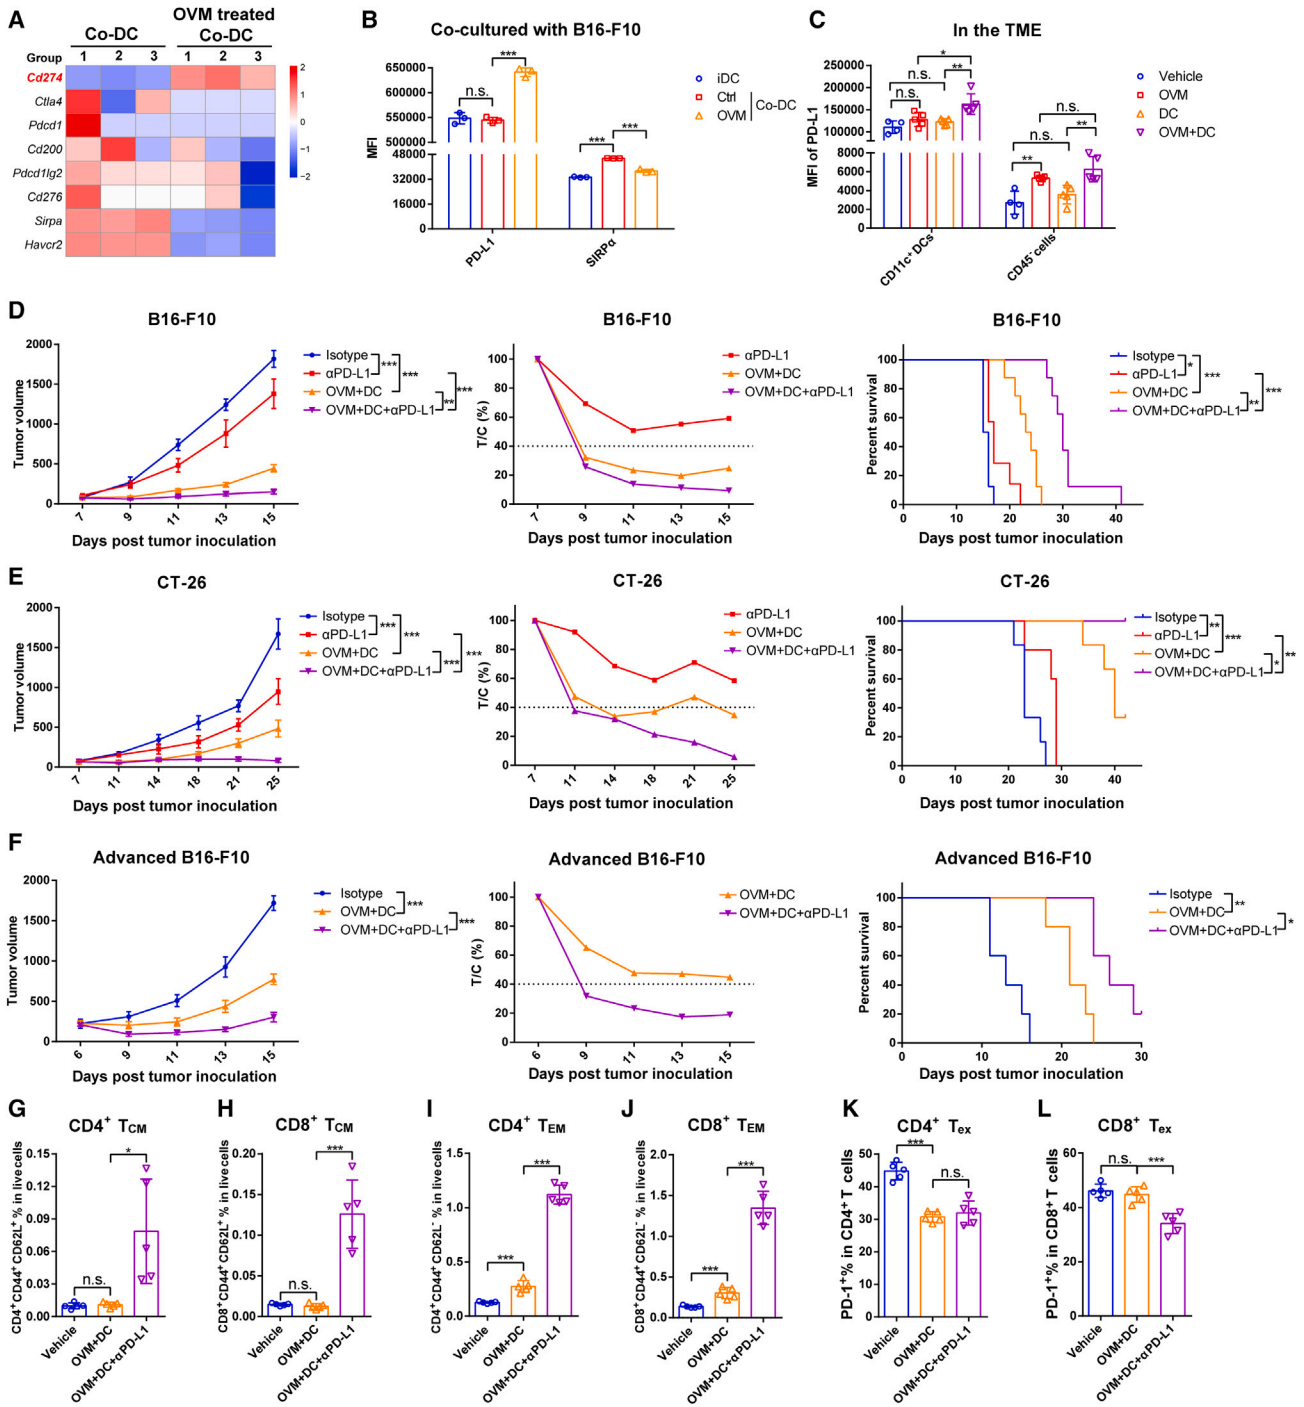 A
Co-DC
OVM treated
Co-DC
Group 1 2 3 1 2 3
Cd274
Ctla4
Pdcd1
Cd200
Pdcd1lg2
Cd276
Sirpa
Havcr2
2
1
0
−1
−2
B
Co-cultured with B16-F10
MFI
650000
600000
550000
500000
48000
32000
16000
0
n.s.
***
*** ***
PD-L1
SIRPα
iDC
Ctrl
OVM
Co-DC
C
In the TME
MFI of PD-L1
250000
200000
150000
100000
8000
6000
4000
2000
0
*
n.s. **
n.s.
n.s.
n.s. **
**
CD11c+ DCs
CD45- cells
Vehicle
OVM
DC
OVM+DC
D
B16-F10
Tumor volume
2000
1500
1000
500
0
7 9 11 13 15
Days post tumor inoculation
Isotype
αPD-L1
OVM+DC
OVM+DC+αPD-L1
*** *** ** ***
B16-F10
T/C (%)
100
80
60
40
20
0
7 9 11 13 15
Days post tumor inoculation
αPD-L1
OVM+DC
OVM+DC+αPD-L1
B16-F10
Percent survival
100
80
60
40
20
0
0 10 20 30 40
Days post tumor inoculation
Isotype
αPD-L1
OVM+DC
OVM+DC+αPD-L1
* *** ** ***
E
CT-26
Tumor volume
2000
1500
1000
500
0
7 11 14 18 21 25
Days post tumor inoculation
Isotype
αPD-L1
OVM+DC
OVM+DC+αPD-L1
*** *** *** ***
CT-26
T/C (%)
100
80
60
40
20
0
7 11 14 18 21 25
Days post tumor inoculation
αPD-L1
OVM+DC
OVM+DC+αPD-L1
CT-26
Percent survival
100
80
60
40
20
0
0 10 20 30 40
Days post tumor inoculation
Isotype
αPD-L1
OVM+DC
OVM+DC+αPD-L1
** *** * **
F
Advanced B16-F10
Tumor volume
2000
1500
1000
500
0
6 9 11 13 15
Days post tumor inoculation
Isotype
OVM+DC
OVM+DC+αPD-L1
*** ***
Advanced B16-F10
T/C (%)
100
80
60
40
20
0
6 9 11 13 15
Days post tumor inoculation
OVM+DC
OVM+DC+αPD-L1
Advanced B16-F10
Percent survival
100
80
60
40
20
0
0 10 20 30
Days post tumor inoculation
Isotype
OVM+DC
OVM+DC+αPD-L1
** *
G
CD4+ TCM
CD4+ CD44+ CD62L+ % in live cells
0.15
0.12
0.09
0.06
0.03
0.00
n.s. *
Vehicle
OVM+DC
OVM+DC+αPD-L1
H
CD8+ TCM
CD8+ CD44+ CD62L+ % in live cells
0.20
0.15
0.10
0.05
0.00
n.s. ***
Vehicle
OVM+DC
OVM+DC+αPD-L1
I
CD4+ TEM
CD4+ CD44+ CD62L- % in live cells
1.5
1.0
0.5
0.0
*** ***
Vehicle
OVM+DC
OVM+DC+αPD-L1
J
CD8+ TEM
CD8+ CD44+ CD62L- % in live cells
2.0
1.5
1.0
0.5
0.0
*** ***
Vehicle
OVM+DC
OVM+DC+αPD-L1
K
CD4+ Tex
PD-1+% in CD4+ T cells
50
40
30
20
10
0
*** n.s.
Vehicle
OVM+DC
OVM+DC+αPD-L1
L
CD8+ Tex
PD-1+% in CD8+ T cells
60
40
20
0
n.s. ***
Vehicle
OVM+DC
OVM+DC+αPD-L1